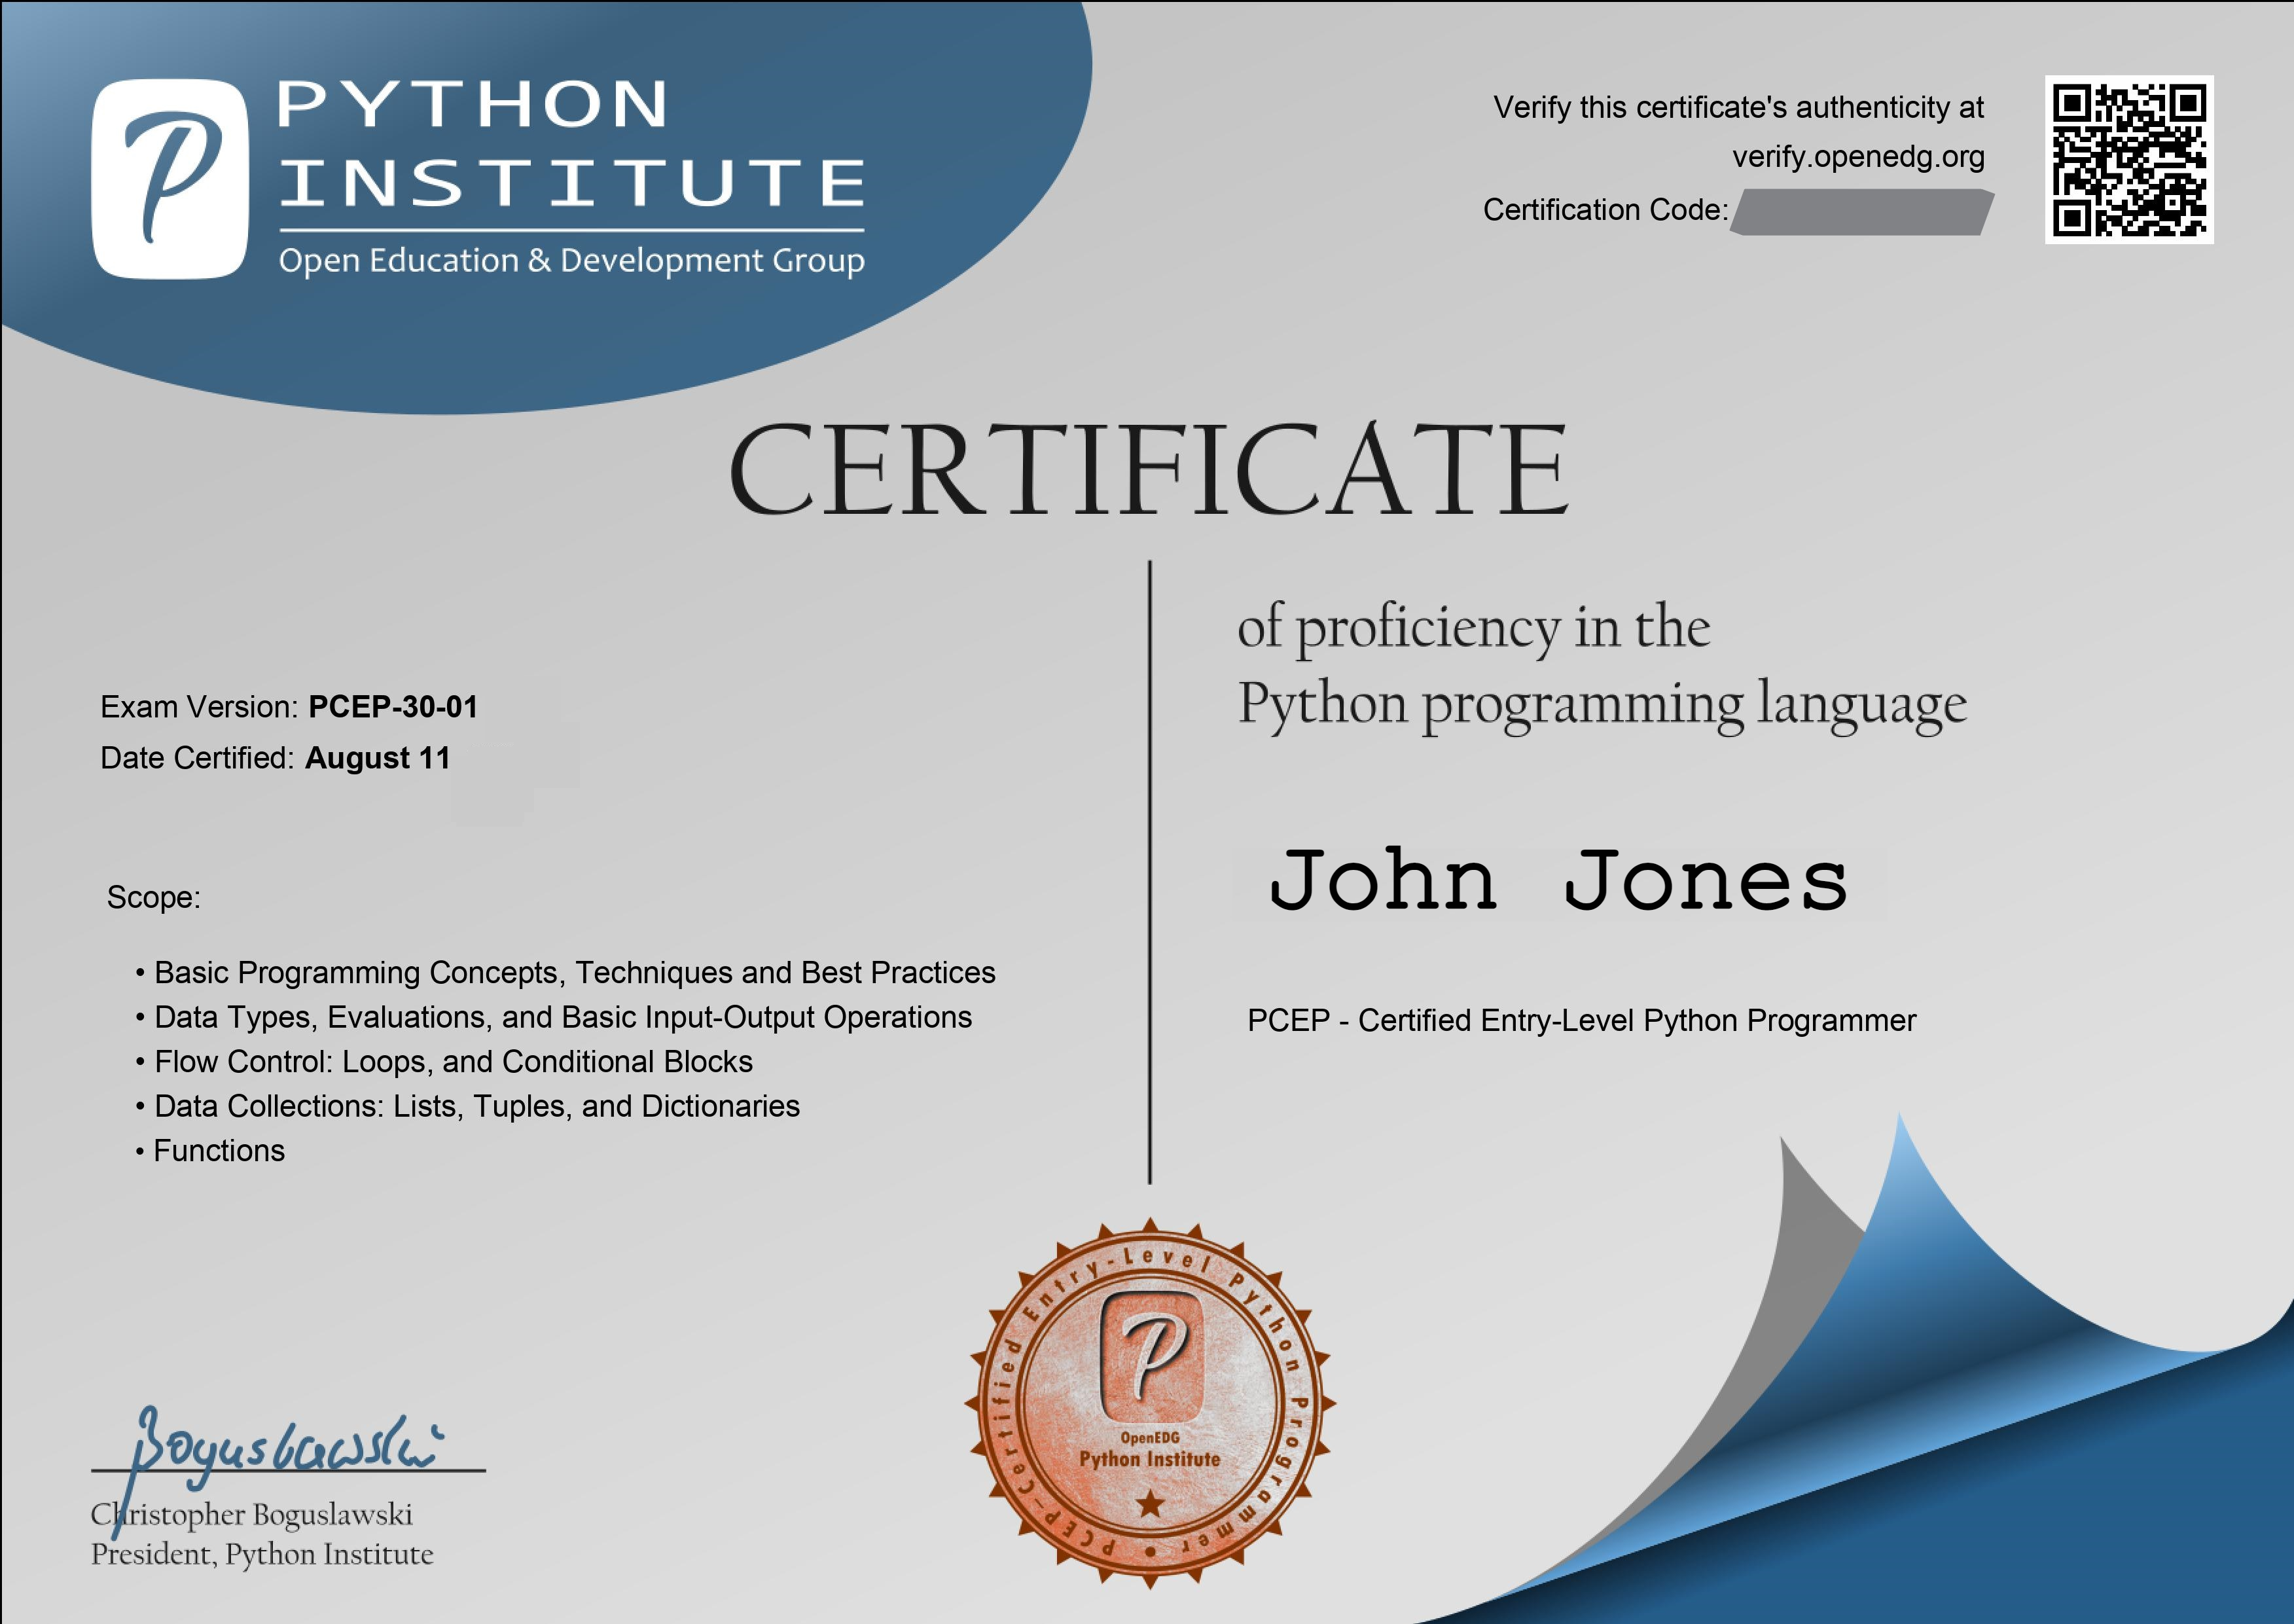 PYTHON
INSTITUTE
Open Education & Development Group
Verify this certificate's authenticity at
verify.openedg.org
Certification Code:
CERTIFICATE
of proficiency in the
Python programming language
Exam Version: PCEP-30-01
Date Certified: August 11
John Jones
PCEP - Certified Entry-Level Python Programmer
Scope:
• Basic Programming Concepts, Techniques and Best Practices
• Data Types, Evaluations, and Basic Input-Output Operations
• Flow Control: Loops, and Conditional Blocks
• Data Collections: Lists, Tuples, and Dictionaries
• Functions
PCEP-Certified Entry-Level Python Programmer •
P
OpenEDG
Python Institute
Boguslawski
Christopher Boguslawski
President, Python Institute